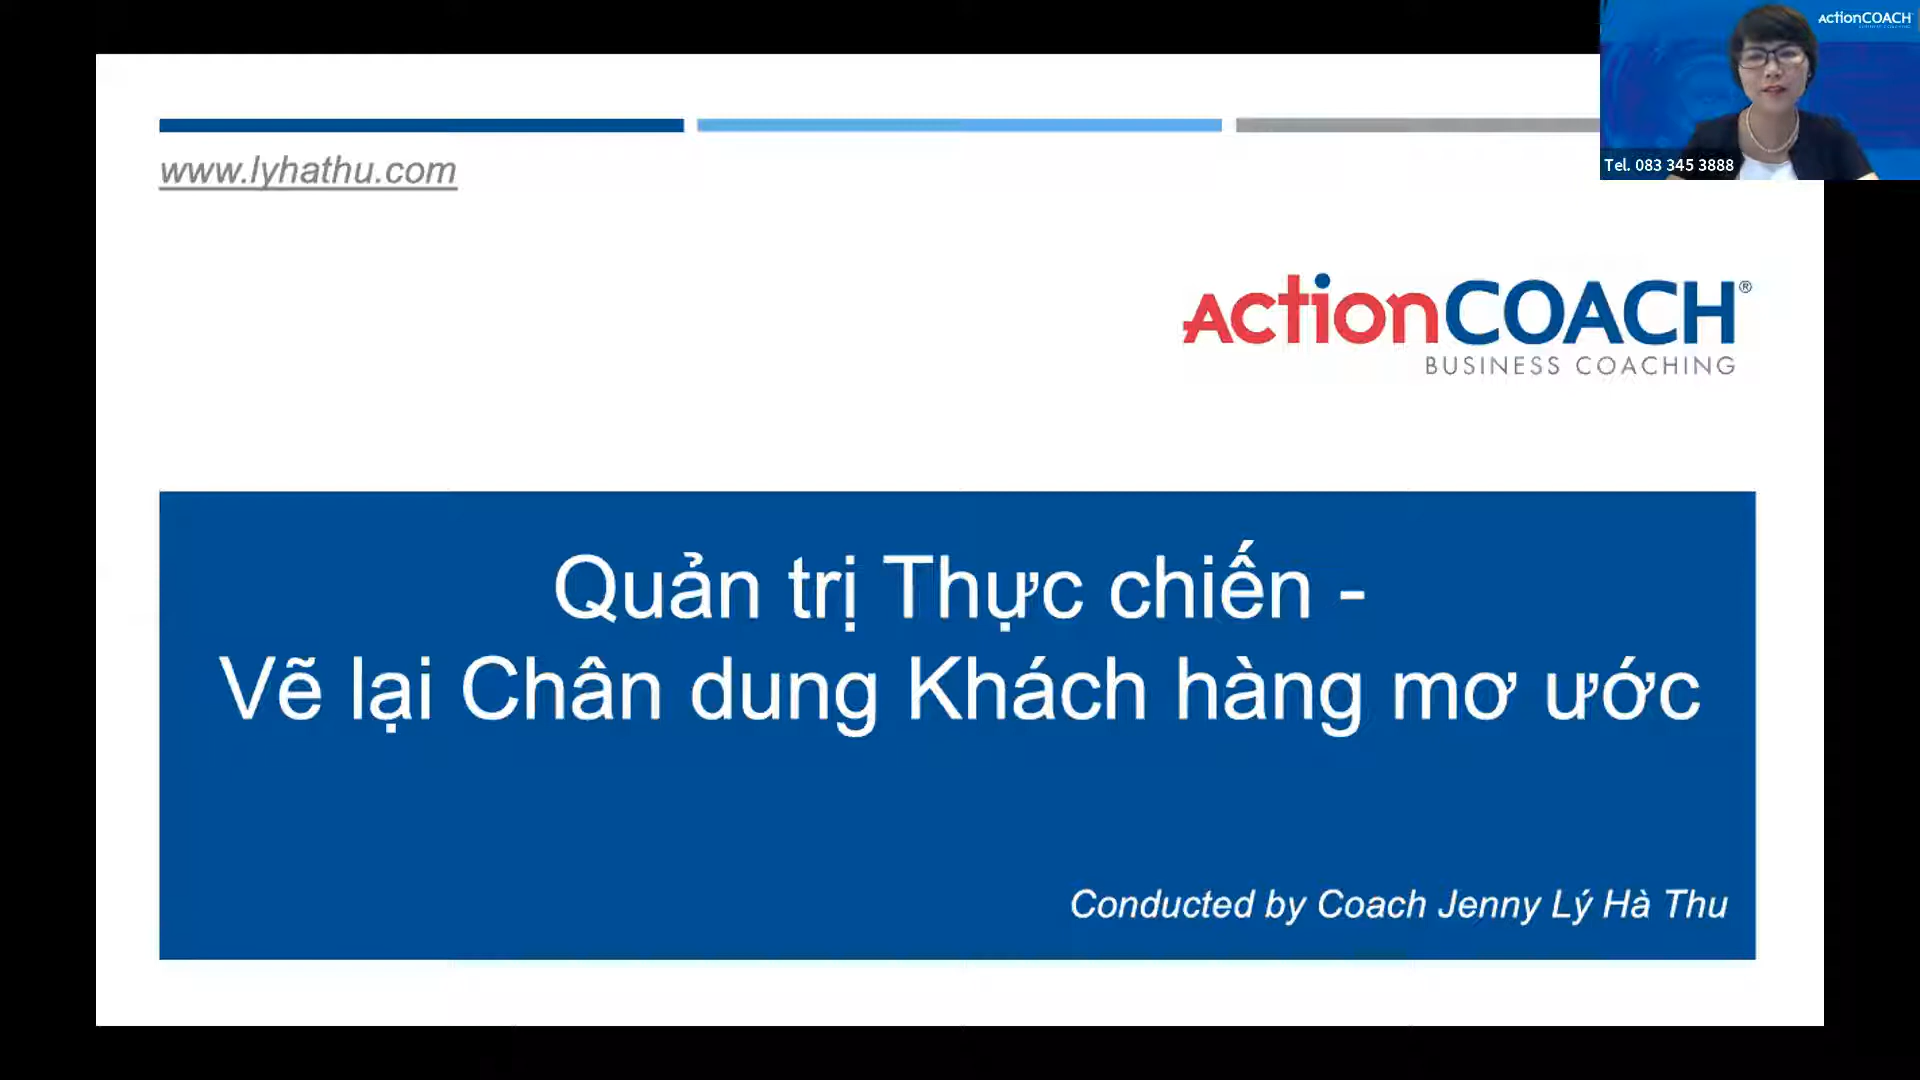 www.lyhathu.com
ActionCOACH
Tel. 083 345 3888
ActionCOACH®
BUSINESS COACHING
Quản trị Thực chiến -
Vẽ lại Chân dung Khách hàng mơ ước
Conducted by Coach Jenny Lý Hà Thu